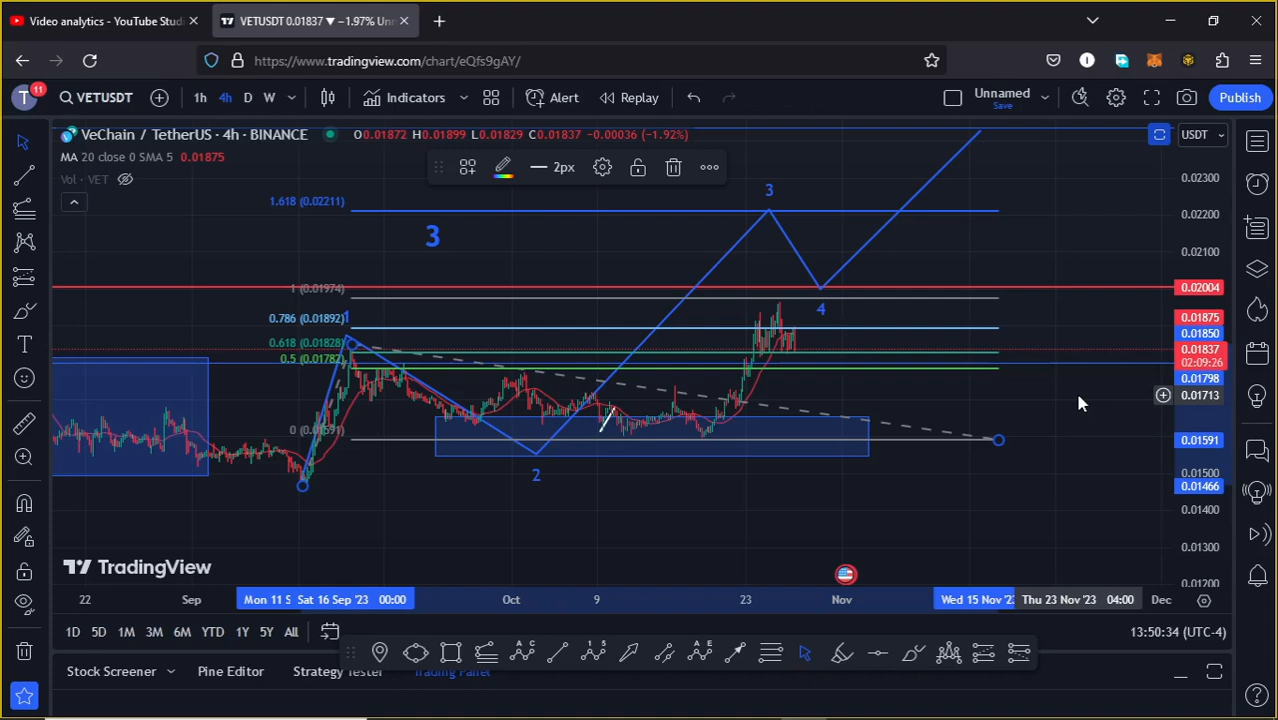 Video analytics - YouTube Studi
VETUSDT 0.01837 ▼ −1.97% Unn
https://www.tradingview.com/chart/eQfs9gAY/
T 11
VETUSDT
1h 4h D W
Indicators
Alert
Replay
Unnamed
Save
Publish
VeChain / TetherUS · 4h · BINANCE
O0.01872 H0.01899 L0.01829 C0.01837 −0.00036 (−1.92%)
USDT
MA 20 close 0 SMA 5 0.01875
2px
Vol · VET
0.02300
3
1.618 (0.02211)
0.02200
3
0.02100
1 (0.01974)
0.02004
4
0.786 (0.01892)
1
0.01875
0.01850
0.618 (0.01828)
0.01837
0.5 (0.01782)
02:09:26
0.01798
0.01713
0 (0.01591)
0.01591
2
0.01500
0.01466
0.01400
0.01300
TradingView
0.01200
22 Sep Mon 11 S Sat 16 Sep '23 00:00 Oct 9 23 Nov Wed 15 Nov '2 Thu 23 Nov '23 04:00 Dec
1D 5D 1M 3M 6M YTD 1Y 5Y All
13:50:34 (UTC-4)
Stock Screener
Pine Editor
Strategy Tester
Trading Panel